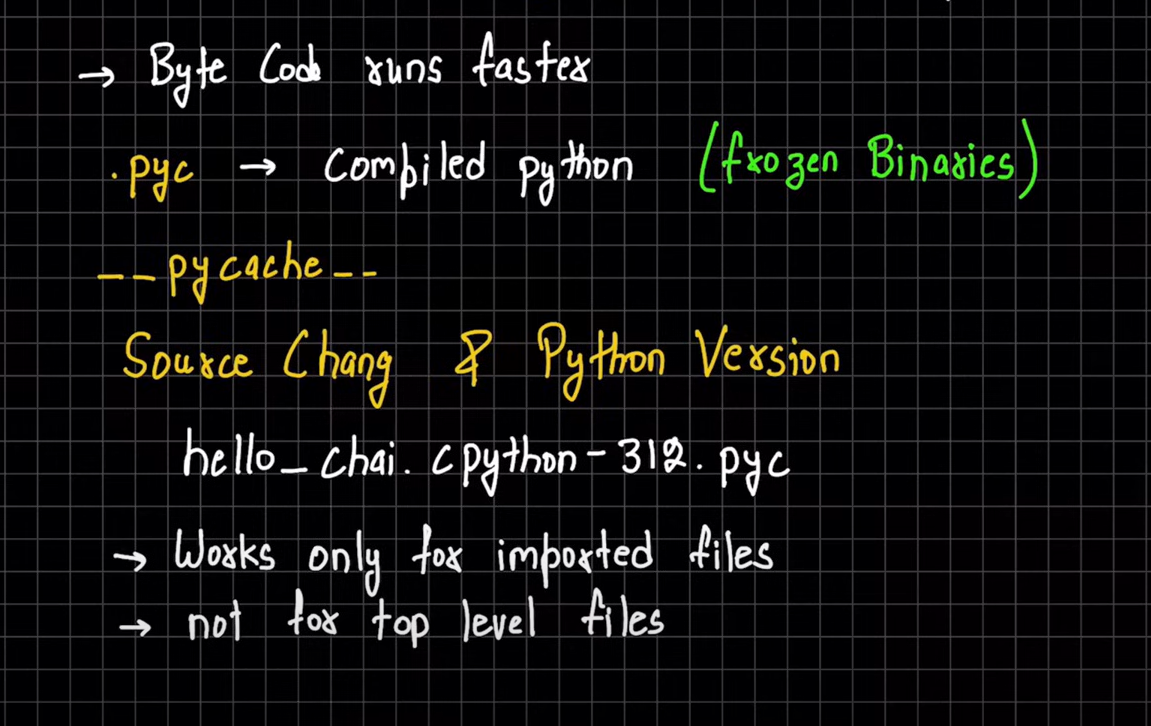 → Byte Code runs faster
.pyc → Compiled python (frozen Binaries)
--pycache--
Source Chang & Python Version
hello_chai.cpython-312.pyc
→ Works only for imported files
→ not for top level files